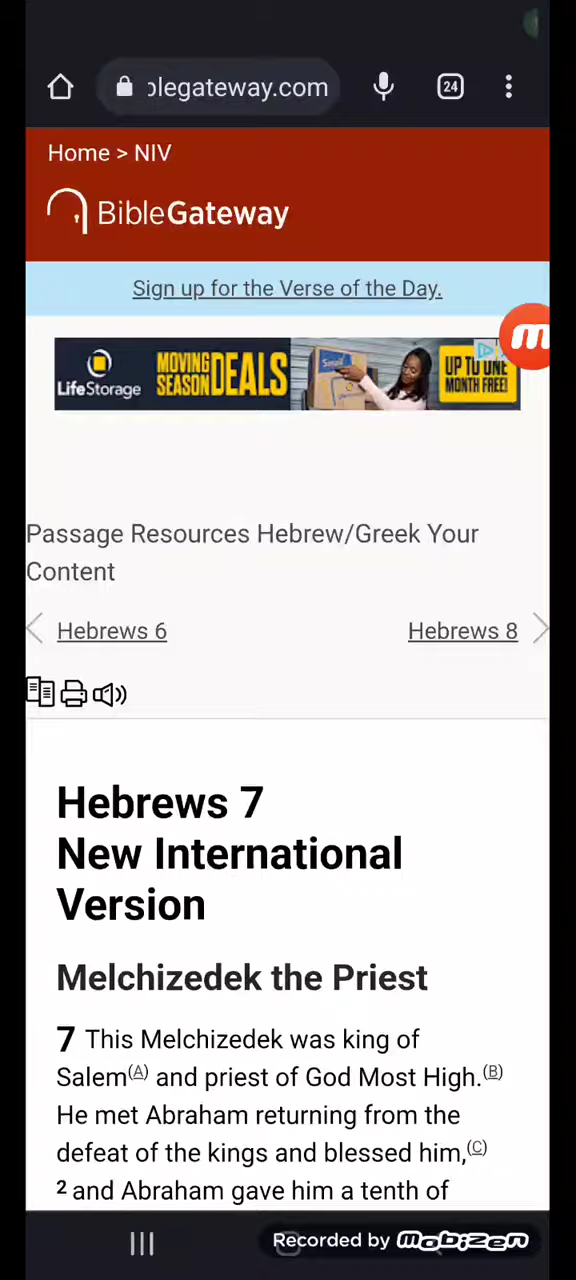 blegateway.com 24
Home > NIV
BibleGateway
Sign up for the Verse of the Day.
LifeStorage MOVING SEASON DEALS Small UP TO ONE MONTH FREE!
Passage Resources Hebrew/Greek Your
Content
Hebrews 6 Hebrews 8
Hebrews 7
New International
Version
Melchizedek the Priest
7 This Melchizedek was king of
Salem(A) and priest of God Most High.(B)
He met Abraham returning from the
defeat of the kings and blessed him,(C)
2 and Abraham gave him a tenth of
Recorded by mobizen